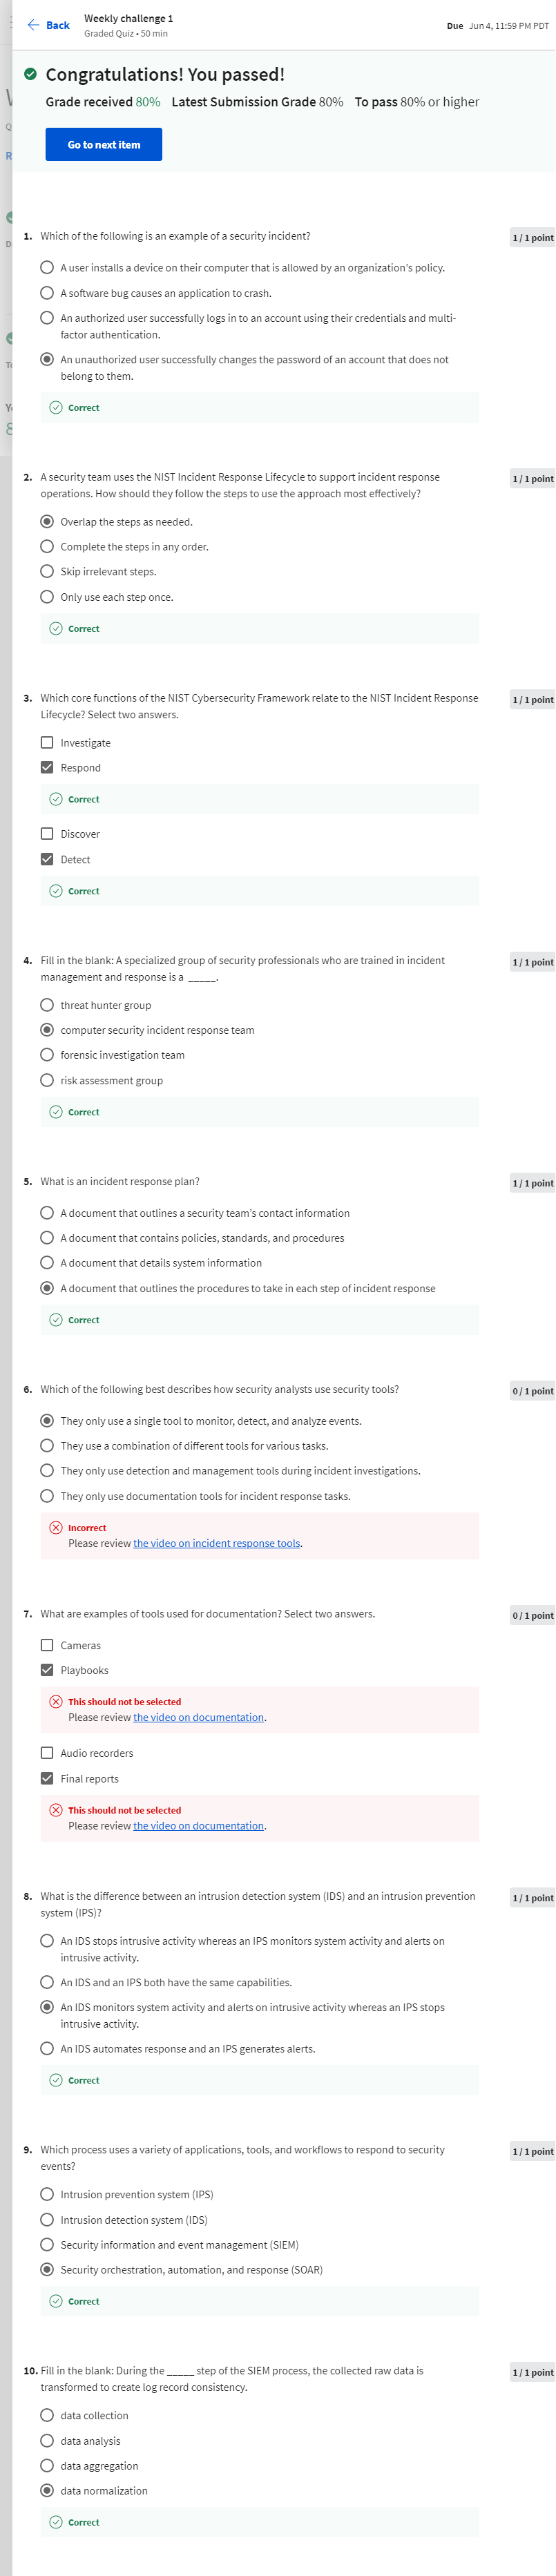 Back
Weekly challenge 1
Graded Quiz • 50 min
Due Jun 4, 11:59 PM PDT
Congratulations! You passed!
Grade received 80% Latest Submission Grade 80% To pass 80% or higher
Go to next item
1. Which of the following is an example of a security incident?
1 / 1 point
A user installs a device on their computer that is allowed by an organization's policy.
A software bug causes an application to crash.
An authorized user successfully logs in to an account using their credentials and multi-
factor authentication.
An unauthorized user successfully changes the password of an account that does not
belong to them.
Correct
2. A security team uses the NIST Incident Response Lifecycle to support incident response
operations. How should they follow the steps to use the approach most effectively?
1 / 1 point
Overlap the steps as needed.
Complete the steps in any order.
Skip irrelevant steps.
Only use each step once.
Correct
3. Which core functions of the NIST Cybersecurity Framework relate to the NIST Incident Response
Lifecycle? Select two answers.
1 / 1 point
Investigate
Respond
Correct
Discover
Detect
Correct
4. Fill in the blank: A specialized group of security professionals who are trained in incident
management and response is a _____.
1 / 1 point
threat hunter group
computer security incident response team
forensic investigation team
risk assessment group
Correct
5. What is an incident response plan?
1 / 1 point
A document that outlines a security team's contact information
A document that contains policies, standards, and procedures
A document that details system information
A document that outlines the procedures to take in each step of incident response
Correct
6. Which of the following best describes how security analysts use security tools?
0 / 1 point
They only use a single tool to monitor, detect, and analyze events.
They use a combination of different tools for various tasks.
They only use detection and management tools during incident investigations.
They only use documentation tools for incident response tasks.
Incorrect
Please review the video on incident response tools.
7. What are examples of tools used for documentation? Select two answers.
0 / 1 point
Cameras
Playbooks
This should not be selected
Please review the video on documentation.
Audio recorders
Final reports
This should not be selected
Please review the video on documentation.
8. What is the difference between an intrusion detection system (IDS) and an intrusion prevention
system (IPS)?
1 / 1 point
An IDS stops intrusive activity whereas an IPS monitors system activity and alerts on
intrusive activity.
An IDS and an IPS both have the same capabilities.
An IDS monitors system activity and alerts on intrusive activity whereas an IPS stops
intrusive activity.
An IDS automates response and an IPS generates alerts.
Correct
9. Which process uses a variety of applications, tools, and workflows to respond to security
events?
1 / 1 point
Intrusion prevention system (IPS)
Intrusion detection system (IDS)
Security information and event management (SIEM)
Security orchestration, automation, and response (SOAR)
Correct
10. Fill in the blank: During the _____ step of the SIEM process, the collected raw data is
transformed to create log record consistency.
1 / 1 point
data collection
data analysis
data aggregation
data normalization
Correct